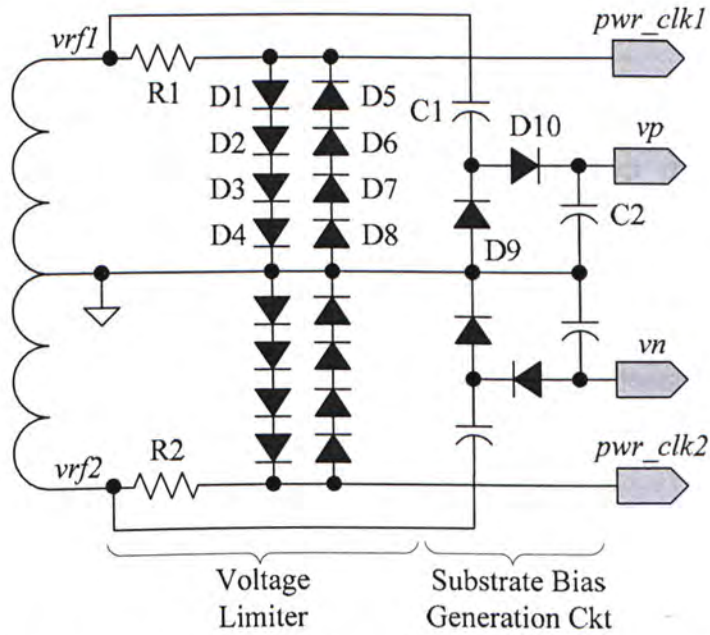 vrf1
pwr_clk1
R1
D1
D5
C1
D10
vp
D2
D6
D3
D7
C2
D4
D8
D9
vn
R2
vrf2
pwr_clk2
Voltage
Limiter
Substrate Bias
Generation Ckt